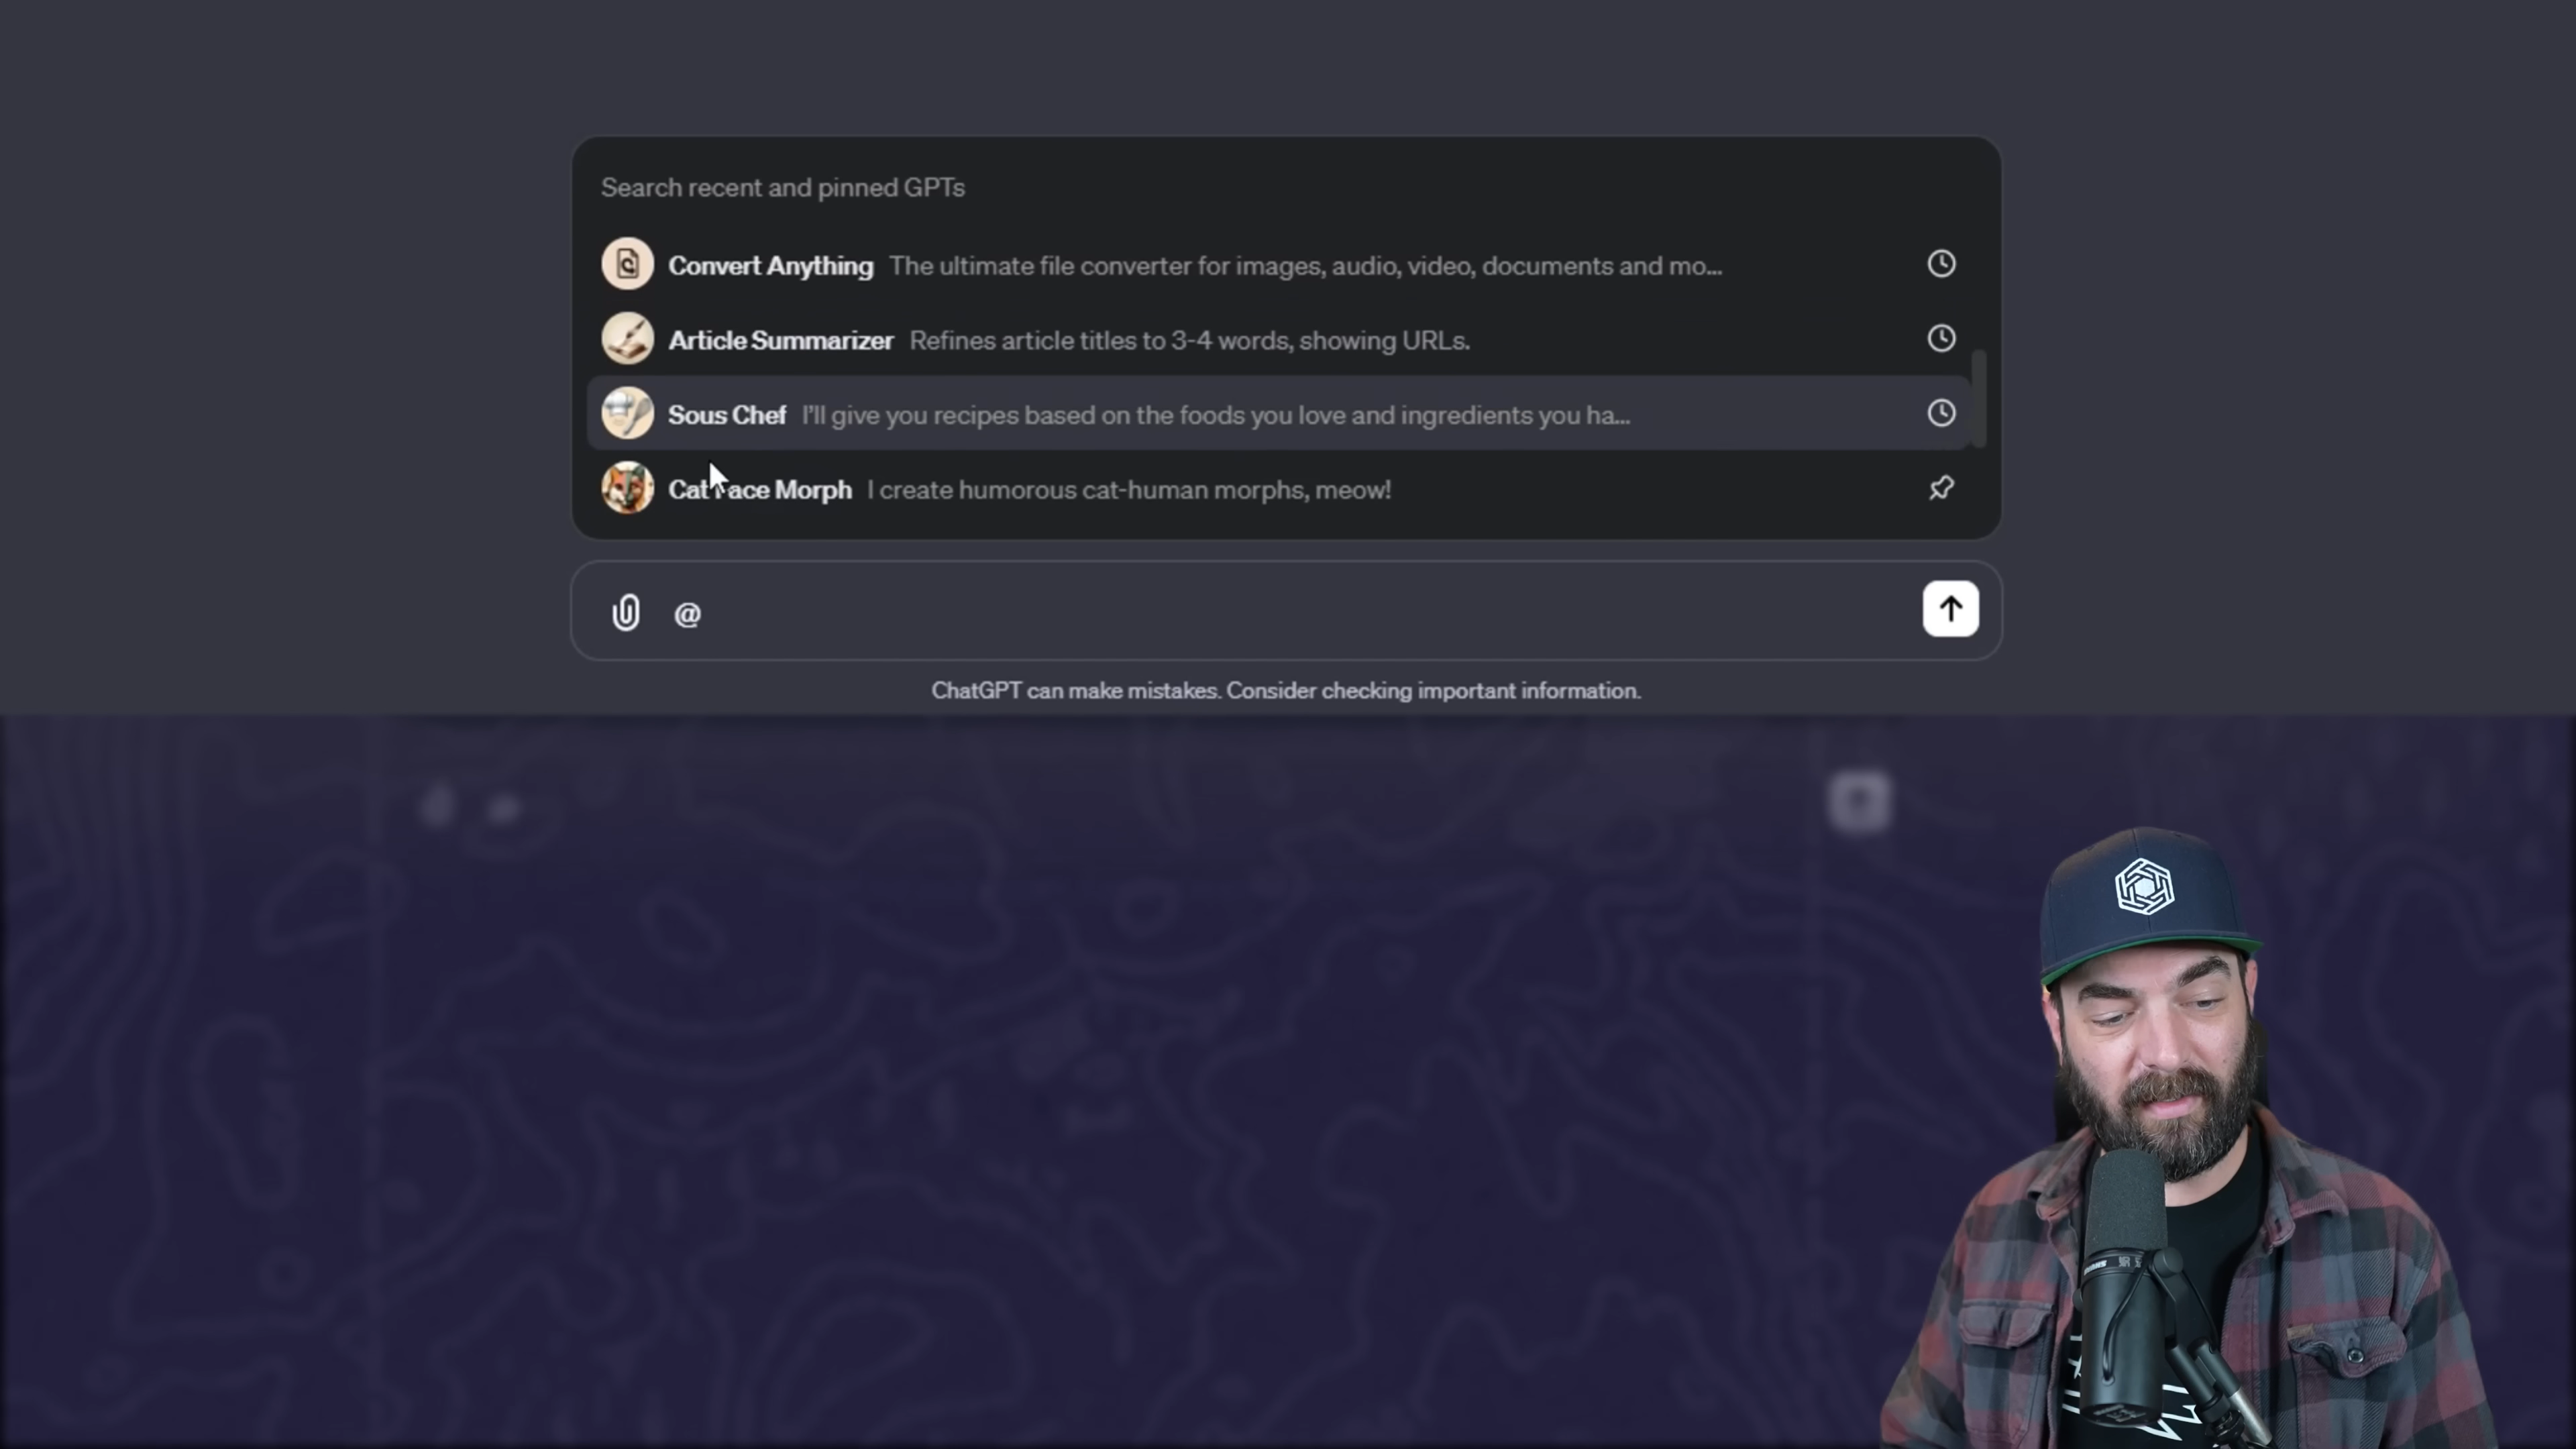 Search recent and pinned GPTs
Convert Anything The ultimate file converter for images, audio, video, documents and mo...
Article Summarizer Refines article titles to 3-4 words, showing URLs.
Sous Chef I'll give you recipes based on the foods you love and ingredients you ha...
Cat Face Morph I create humorous cat-human morphs, meow!
@
ChatGPT can make mistakes. Consider checking important information.